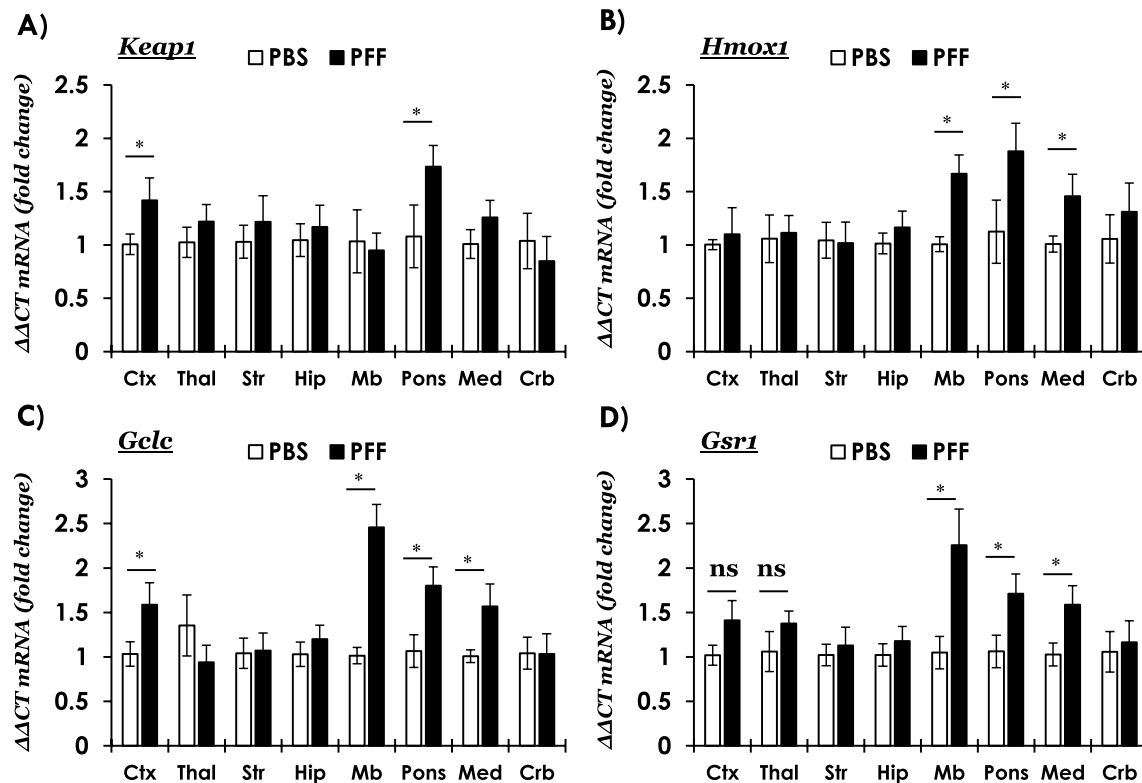 A)
Keap1
PBS PFF
ΔΔCT mRNA (fold change)
2.5
2
1.5
1
0.5
0
*
*
Ctx Thal Str Hip Mb Pons Med Crb
B)
Hmox1
PBS PFF
ΔΔCT mRNA (fold change)
2.5
2
1.5
1
0.5
0
*
*
*
Ctx Thal Str Hip Mb Pons Med Crb
C)
Gclc
PBS PFF
ΔΔCT mRNA (fold change)
3
2.5
2
1.5
1
0.5
0
*
*
*
*
Ctx Thal Str Hip Mb Pons Med Crb
D)
Gsr1
PBS PFF
ΔΔCT mRNA (fold change)
3
2.5
2
1.5
1
0.5
0
ns ns
*
*
*
Ctx Thal Str Hip Mb Pons Med Crb